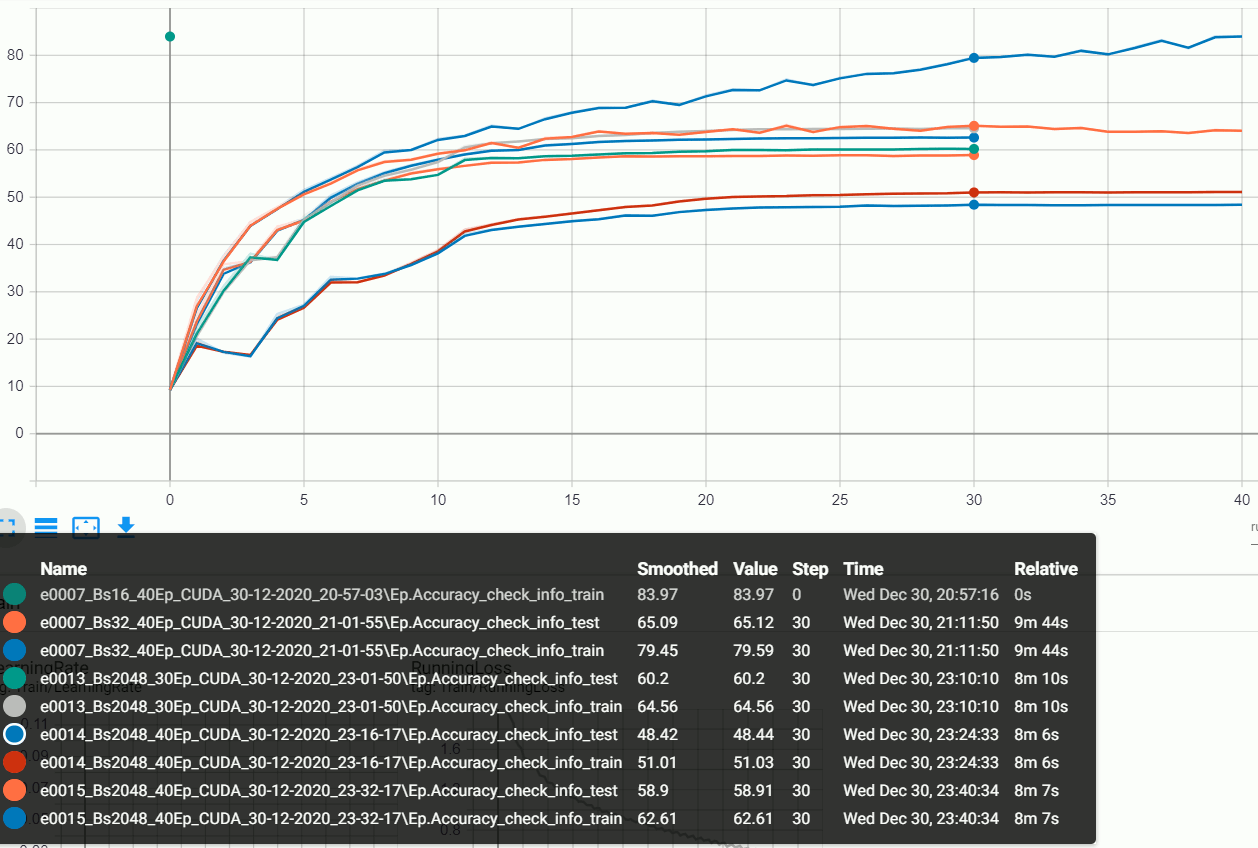 80
70
60
50
40
30
20
10
0
0 5 10 15 20 25 30 35 40
Name Smoothed Value Step Time Relative
e0007_Bs16_40Ep_CUDA_30-12-2020_20-57-03\Ep.Accuracy_check_info_train 83.97 83.97 0 Wed Dec 30, 20:57:16 0s
e0007_Bs32_40Ep_CUDA_30-12-2020_21-01-55\Ep.Accuracy_check_info_test 65.09 65.12 30 Wed Dec 30, 21:11:50 9m 44s
e0007_Bs32_40Ep_CUDA_30-12-2020_21-01-55\Ep.Accuracy_check_info_train 79.45 79.59 30 Wed Dec 30, 21:11:50 9m 44s
e0013_Bs2048_30Ep_CUDA_30-12-2020_23-01-50\Ep.Accuracy_check_info_test 60.2 60.2 30 Wed Dec 30, 23:10:10 8m 10s
e0013_Bs2048_30Ep_CUDA_30-12-2020_23-01-50\Ep.Accuracy_check_info_train 64.56 64.56 30 Wed Dec 30, 23:10:10 8m 10s
e0014_Bs2048_40Ep_CUDA_30-12-2020_23-16-17\Ep.Accuracy_check_info_test 48.42 48.44 30 Wed Dec 30, 23:24:33 8m 6s
e0014_Bs2048_40Ep_CUDA_30-12-2020_23-16-17\Ep.Accuracy_check_info_train 51.01 51.03 30 Wed Dec 30, 23:24:33 8m 6s
e0015_Bs2048_40Ep_CUDA_30-12-2020_23-32-17\Ep.Accuracy_check_info_test 58.9 58.91 30 Wed Dec 30, 23:40:34 8m 7s
e0015_Bs2048_40Ep_CUDA_30-12-2020_23-32-17\Ep.Accuracy_check_info_train 62.61 62.61 30 Wed Dec 30, 23:40:34 8m 7s
earningRate RunningLoss
tag: Train/RunningLoss
Train/LearningRate
1.6
0.8